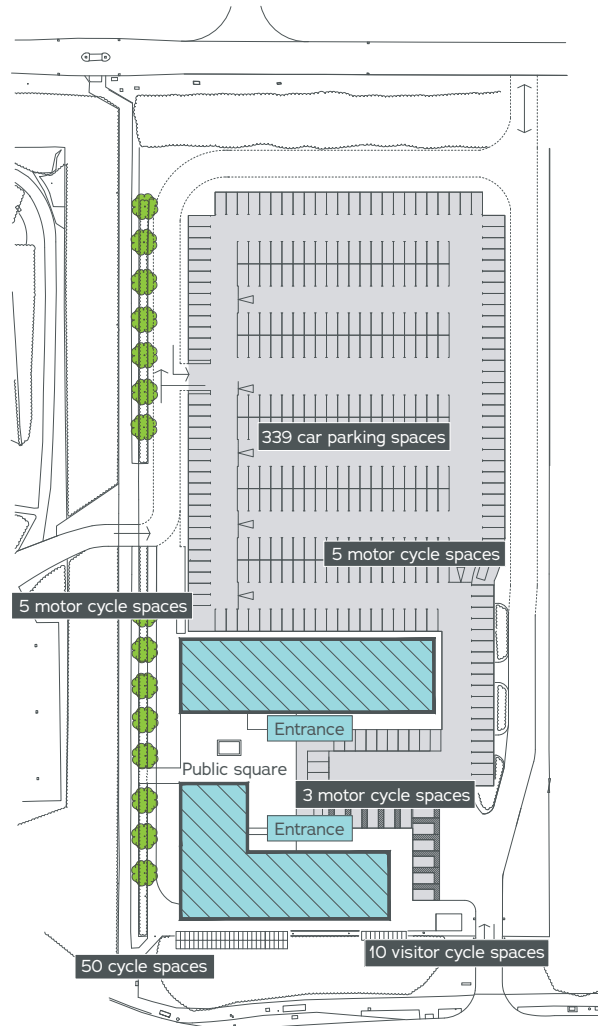 339 car parking spaces
5 motor cycle spaces
5 motor cycle spaces
Entrance
Public square
3 motor cycle spaces
Entrance
10 visitor cycle spaces
50 cycle spaces